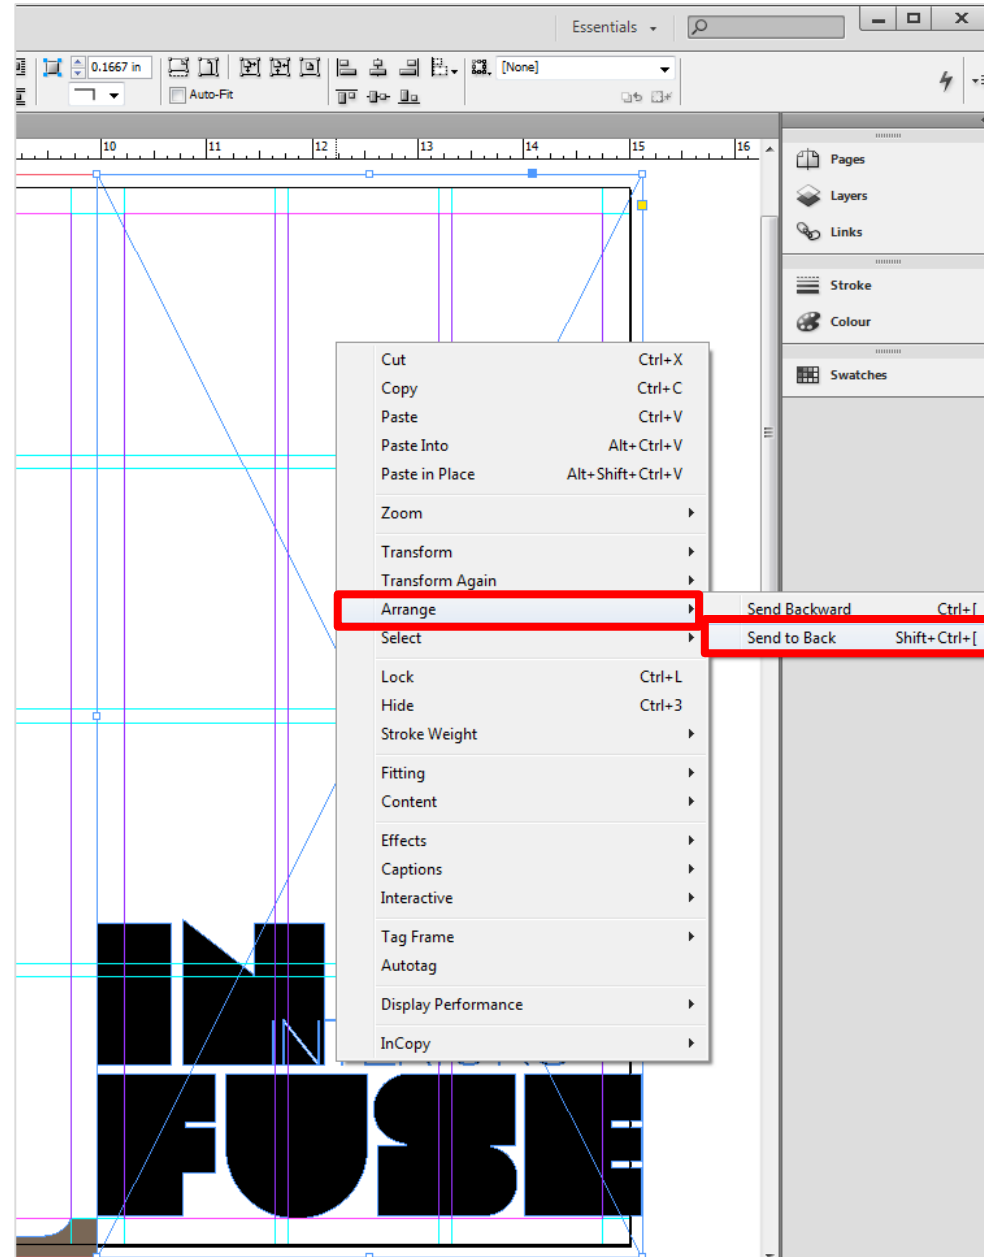 Essentials
0.1667 in
[None]
Auto-Fit
10 11 12 13 14 15 16
Pages
Layers
Links
Stroke
Colour
Swatches
Cut Ctrl+X
Copy Ctrl+C
Paste Ctrl+V
Paste Into Alt+Ctrl+V
Paste in Place Alt+Shift+Ctrl+V
Zoom
Transform
Transform Again
Arrange
Send Backward Ctrl+[
Select
Send to Back Shift+Ctrl+[
Lock Ctrl+L
Hide Ctrl+3
Stroke Weight
Fitting
Content
Effects
Captions
Interactive
Tag Frame
Autotag
Display Performance
InCopy
FUSE